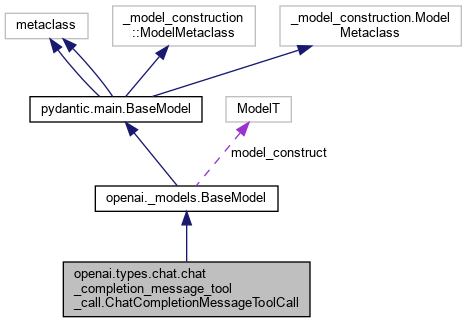 metaclass
_model_construction
::ModelMetaclass
_model_construction.Model
Metaclass
pydantic.main.BaseModel
ModelT
model_construct
openai._models.BaseModel
openai.types.chat.chat
_completion_message_tool
_call.ChatCompletionMessageToolCall